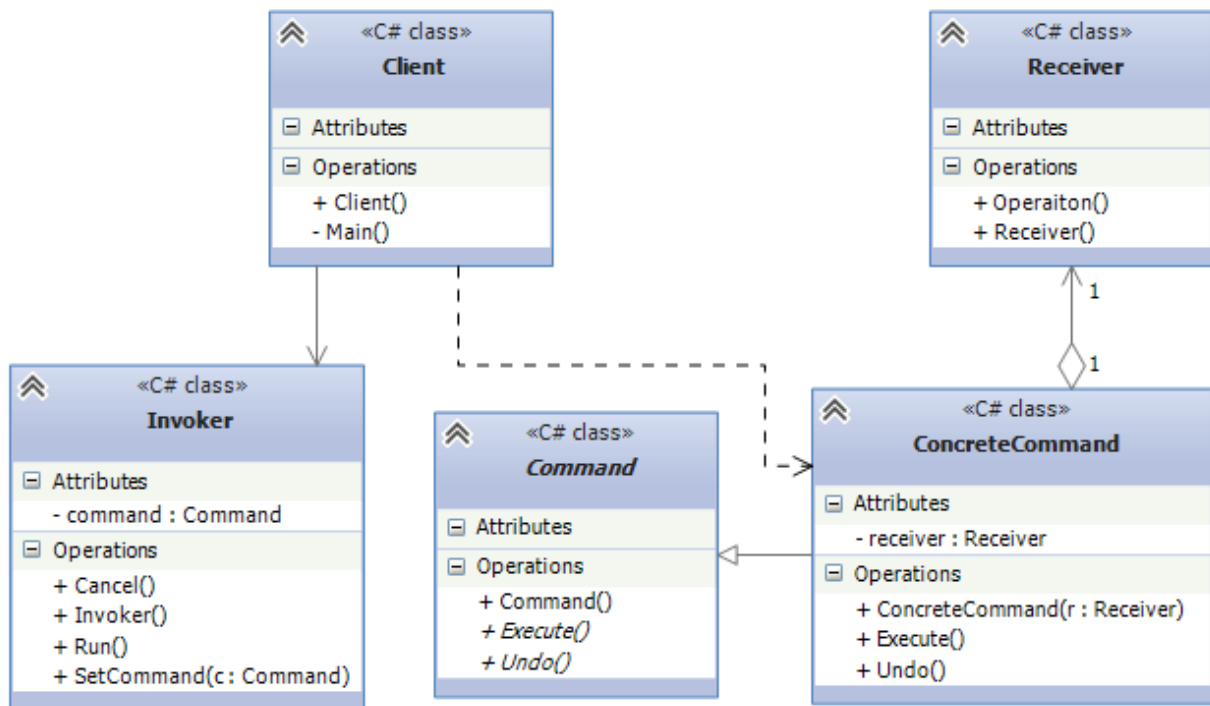 «C# class»
Client
Attributes
Operations
+ Client()
- Main()
«C# class»
Receiver
Attributes
Operations
+ Operaiton()
+ Receiver()
1
1
«C# class»
Invoker
Attributes
- command : Command
Operations
+ Cancel()
+ Invoker()
+ Run()
+ SetCommand(c : Command)
«C# class»
Command
Attributes
Operations
+ Command()
+ Execute()
+ Undo()
«C# class»
ConcreteCommand
Attributes
- receiver : Receiver
Operations
+ ConcreteCommand(r : Receiver)
+ Execute()
+ Undo()